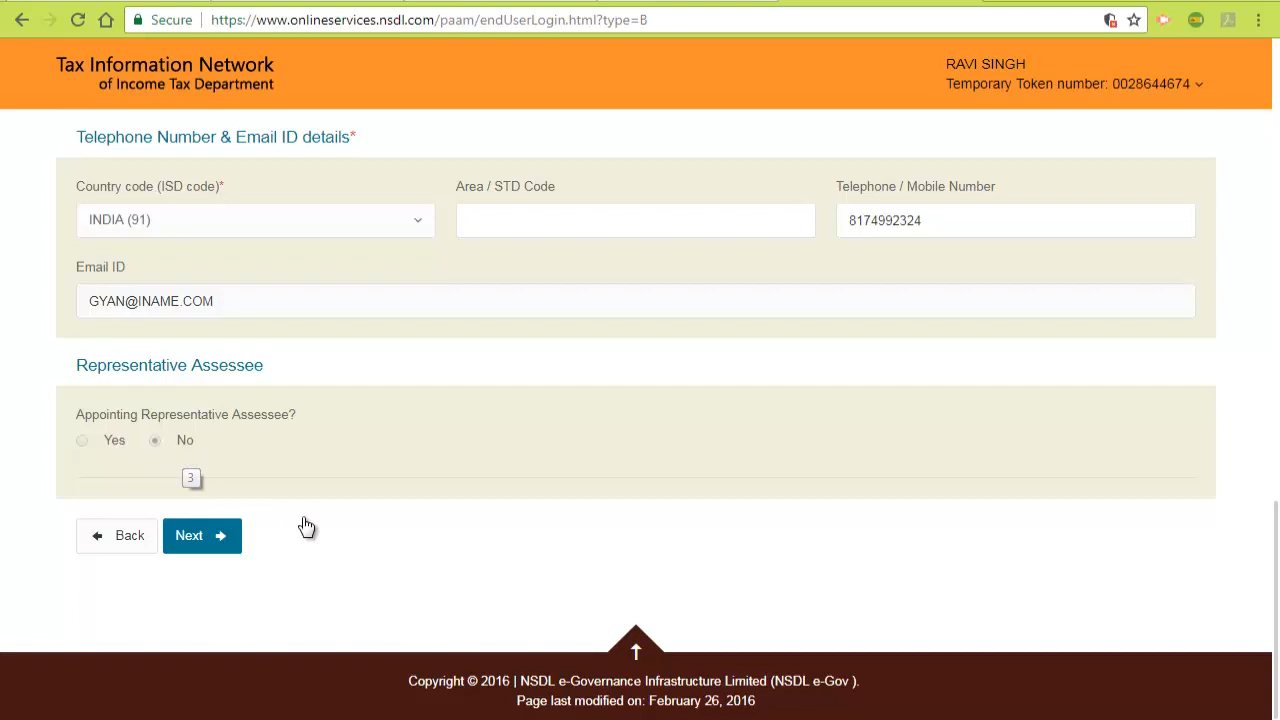 Secure
https://www.onlineservices.nsdl.com/paam/endUserLogin.html?type=B
Tax Information Network
of Income Tax Department
RAVI SINGH
Temporary Token number: 0028644674
Telephone Number & Email ID details*
Country code (ISD code)*
Area / STD Code
Telephone / Mobile Number
INDIA (91)
8174992324
Email ID
GYAN@INAME.COM
Representative Assessee
Appointing Representative Assessee?
Yes
No
3
Back
Next
Copyright © 2016 | NSDL e-Governance Infrastructure Limited (NSDL e-Gov ).
Page last modified on: February 26, 2016